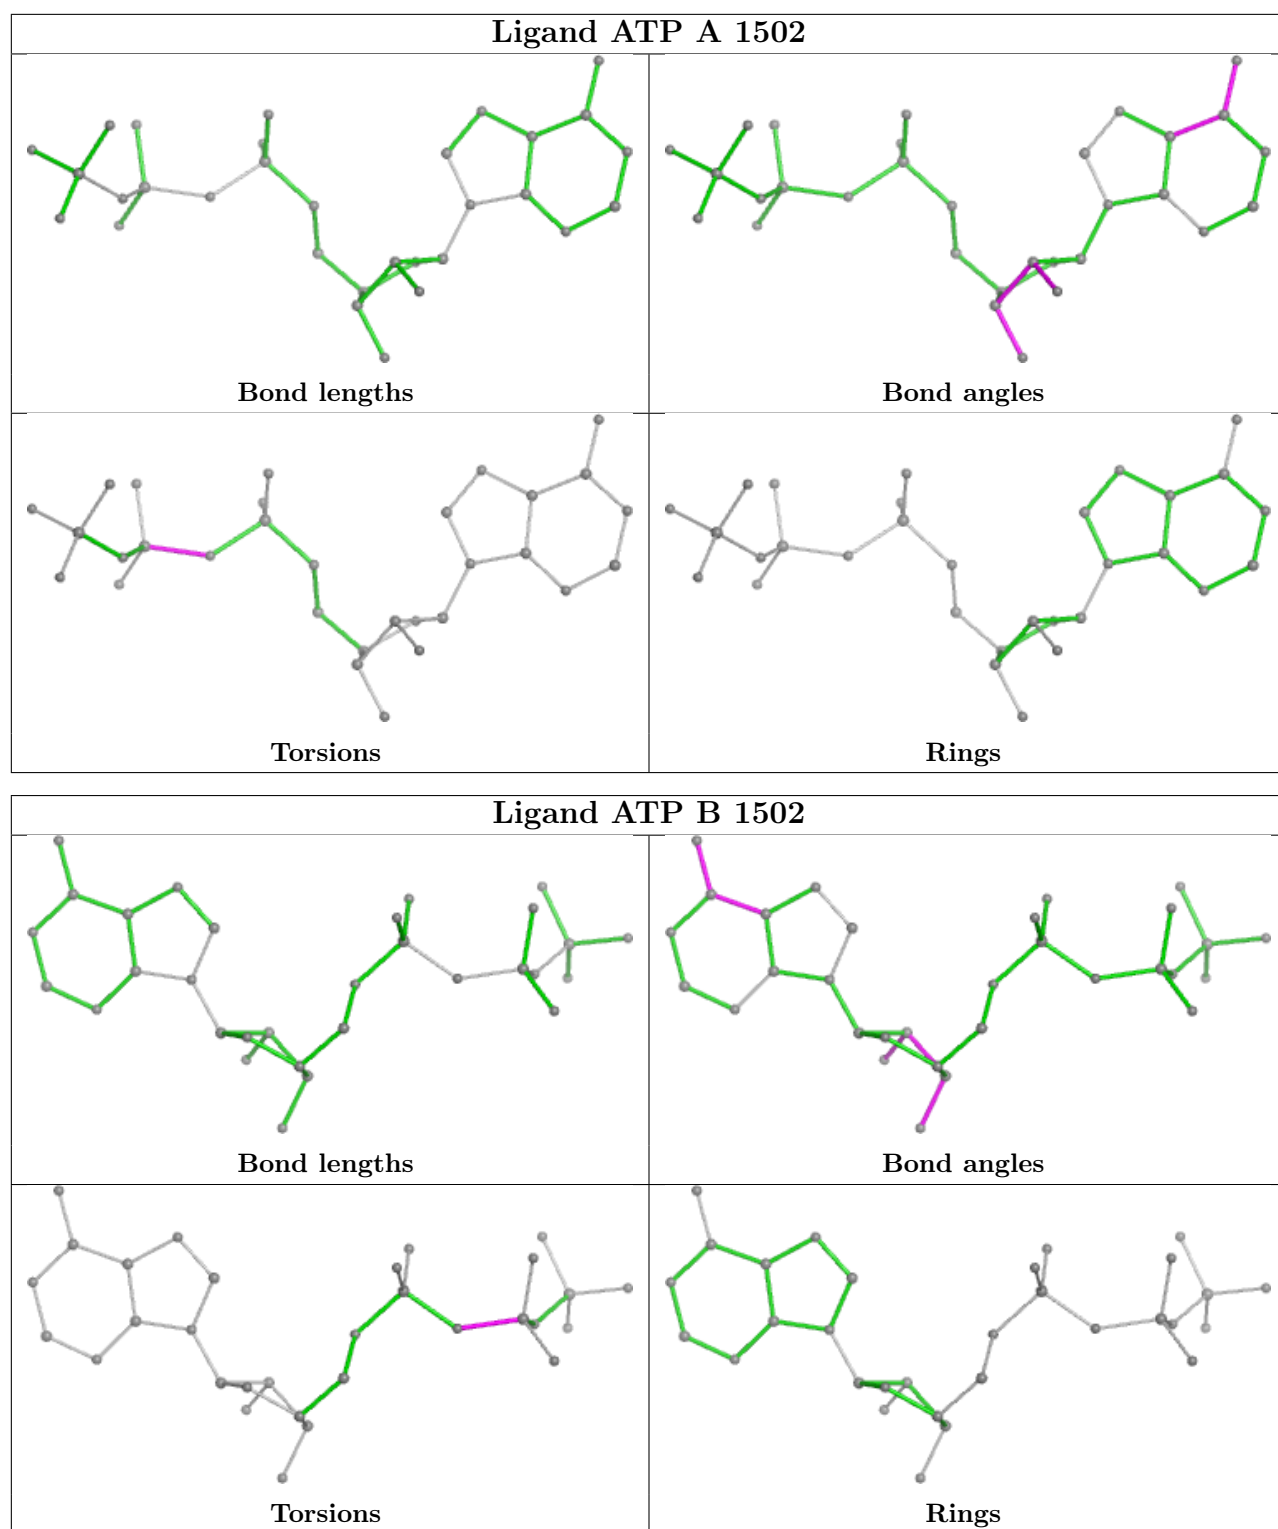 Ligand ATP A 1502
Bond lengths
Bond angles
Torsions
Rings
Ligand ATP B 1502
Bond lengths
Bond angles
Torsions
Rings